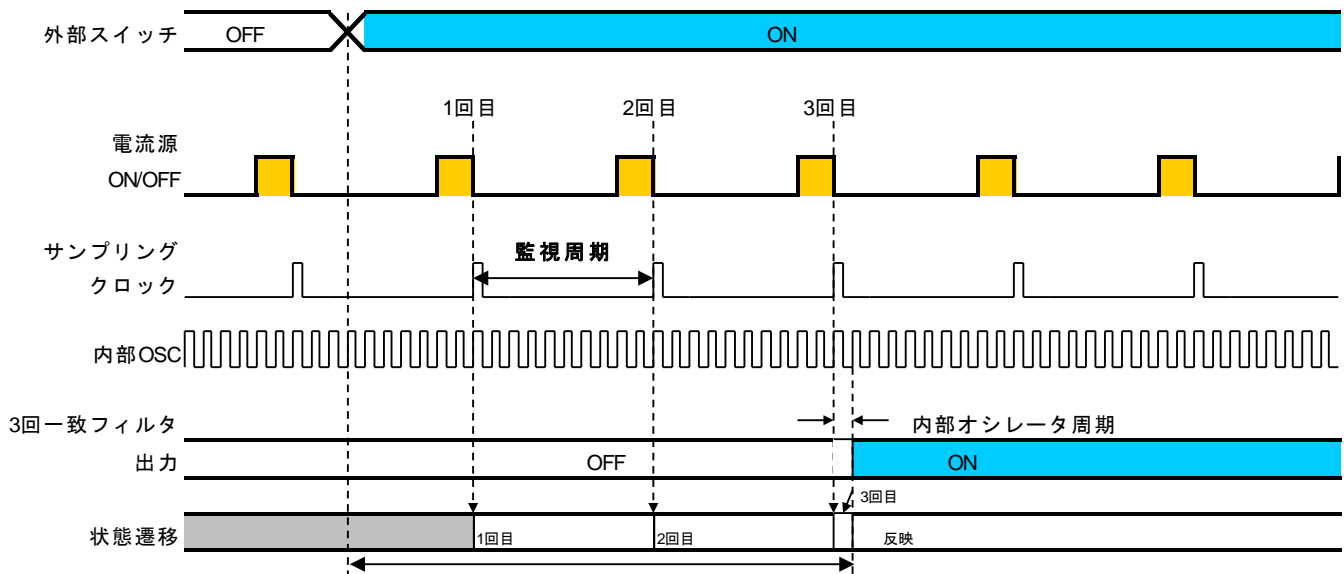 外部スイッチ OFF ON
1回目 2回目 3回目
電流源
ON/OFF
サンプリング
クロック
監視周期
内部OSC
3回一致フィルタ
出力
内部オシレータ周期
OFF ON
3回目
状態遷移 1回目 2回目 反映